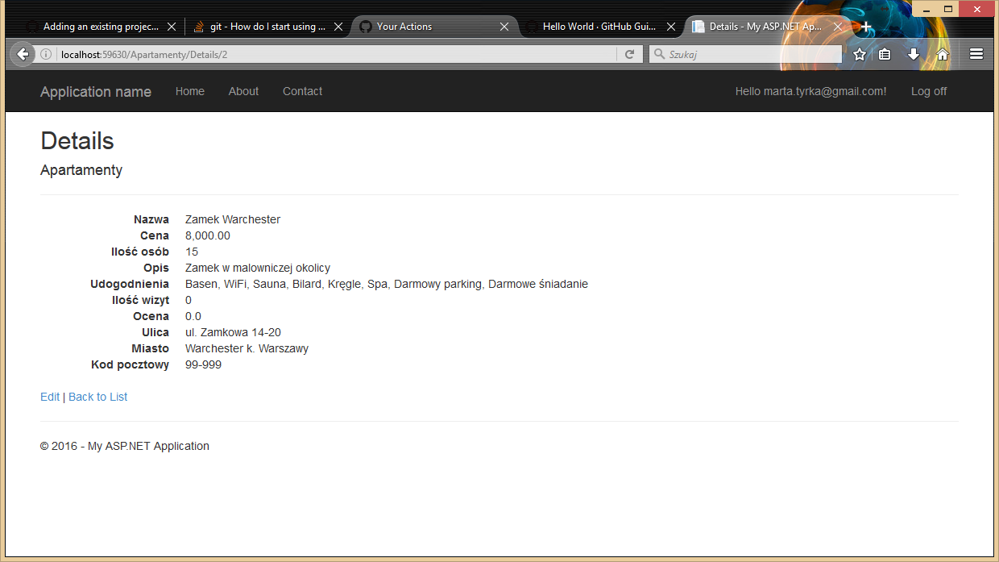 Adding an existing projec... git - How do I start using ... Your Actions Hello World · GitHub Gui... Details - My ASP.NET Ap...
localhost:59630/Apartamenty/Details/2 Szukaj
Application name Home About Contact Hello marta.tyrka@gmail.com! Log off
Details
Apartamenty
Nazwa Zamek Warchester
Cena 8,000.00
Ilość osób 15
Opis Zamek w malowniczej okolicy
Udogodnienia Basen, WiFi, Sauna, Bilard, Kręgle, Spa, Darmowy parking, Darmowe śniadanie
Ilość wizyt 0
Ocena 0.0
Ulica ul. Zamkowa 14-20
Miasto Warchester k. Warszawy
Kod pocztowy 99-999
Edit | Back to List
© 2016 - My ASP.NET Application